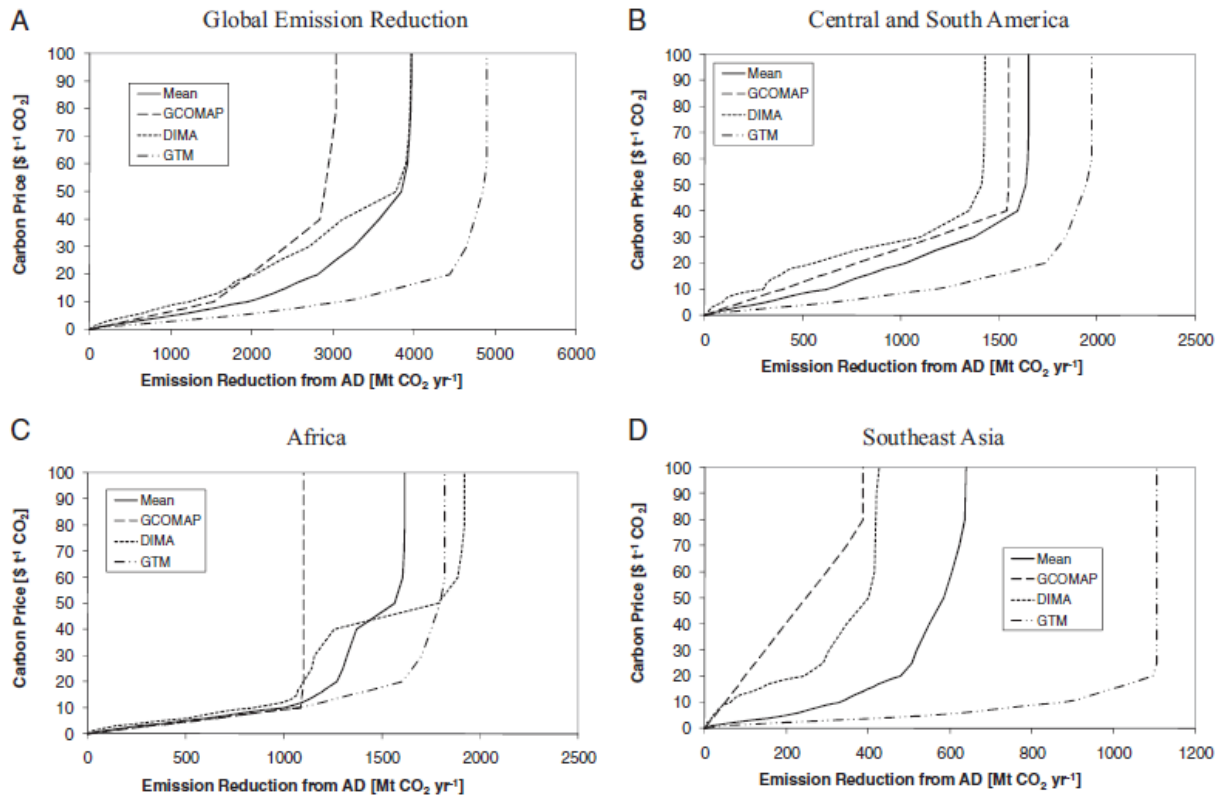 A
Global Emission Reduction
Carbon Price [$ t⁻¹ CO₂]
100
90
80
70
60
50
40
30
20
10
0
Mean
GCOMAP
DIMA
GTM
0 1000 2000 3000 4000 5000 6000
Emission Reduction from AD [Mt CO₂ yr⁻¹]
B
Central and South America
Carbon Price [$ t⁻¹ CO₂]
100
90
80
70
60
50
40
30
20
10
0
Mean
GCOMAP
DIMA
GTM
0 500 1000 1500 2000 2500
Emission Reduction from AD [Mt CO₂ yr⁻¹]
C
Africa
Carbon Price [$ t⁻¹ CO₂]
100
90
80
70
60
50
40
30
20
10
0
Mean
GCOMAP
DIMA
GTM
0 500 1000 1500 2000 2500
Emission Reduction from AD [Mt CO₂ yr⁻¹]
D
Southeast Asia
Carbon Price [$ t⁻¹ CO₂]
100
90
80
70
60
50
40
30
20
10
0
Mean
GCOMAP
DIMA
GTM
0 200 400 600 800 1000 1200
Emission Reduction from AD [Mt CO₂ yr⁻¹]